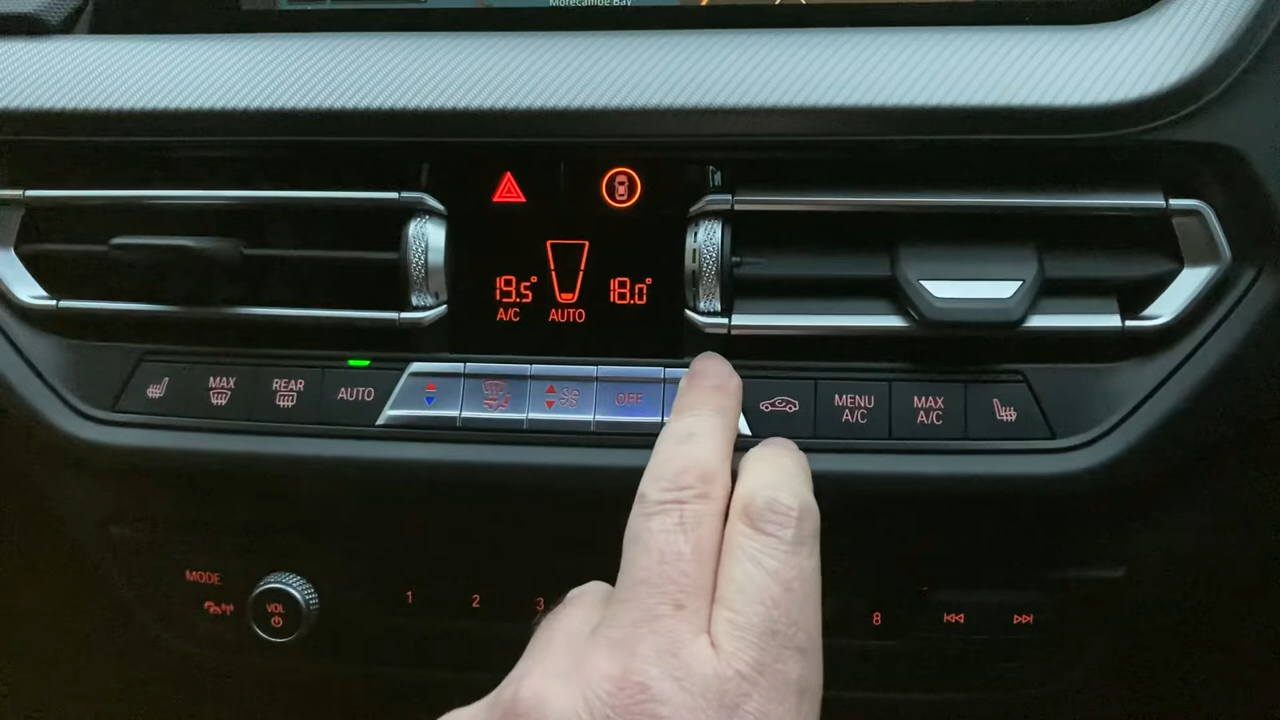 Morecambe Bay
19.5° 18.0°
A/C AUTO
MAX
REAR
AUTO
OFF
MENU
A/C
MAX
A/C
MODE
VOL
1 2 3 8